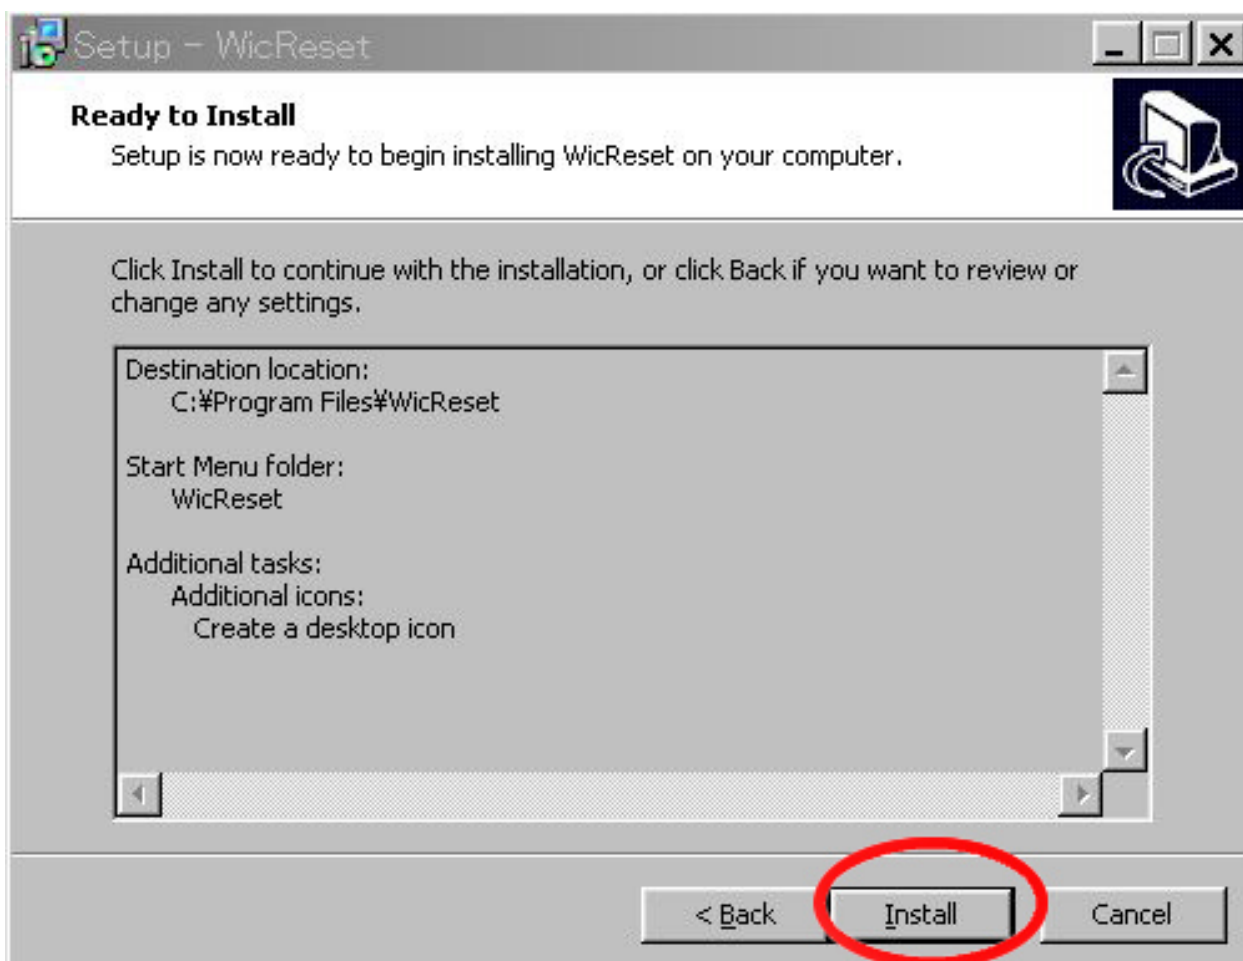 Setup - WicReset
Ready to Install
Setup is now ready to begin installing WicReset on your computer.
Click Install to continue with the installation, or click Back if you want to review or
change any settings.
Destination location:
C:¥Program Files¥WicReset
Start Menu folder:
WicReset
Additional tasks:
Additional icons:
Create a desktop icon
< Back
Install
Cancel